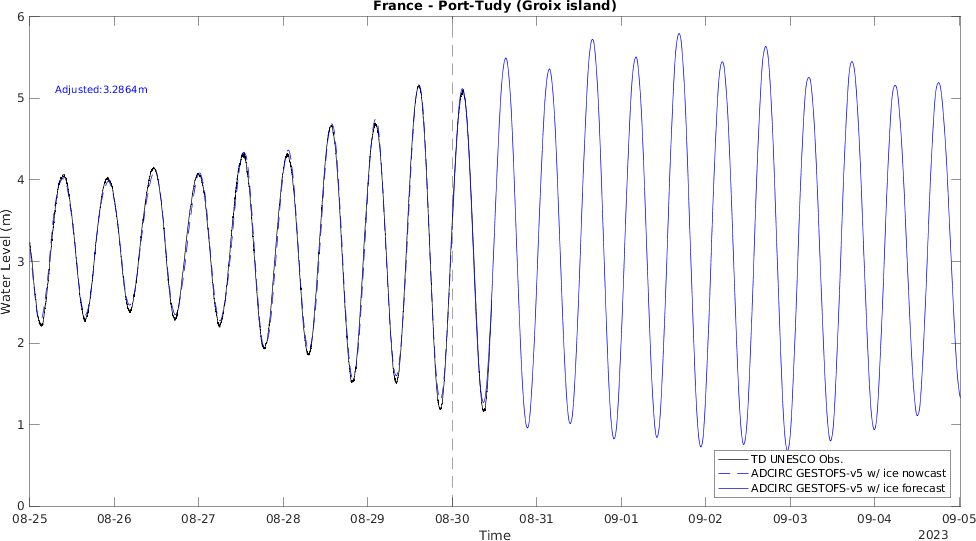 France - Port-Tudy (Groix island)
6
5
4
3
2
1
0
Water Level (m)
Adjusted:3.2864m
TD UNESCO Obs.
ADCIRC GESTOFS-v5 w/ ice nowcast
ADCIRC GESTOFS-v5 w/ ice forecast
08-25 08-26 08-27 08-28 08-29 08-30 08-31 09-01 09-02 09-03 09-04 09-05
Time
2023